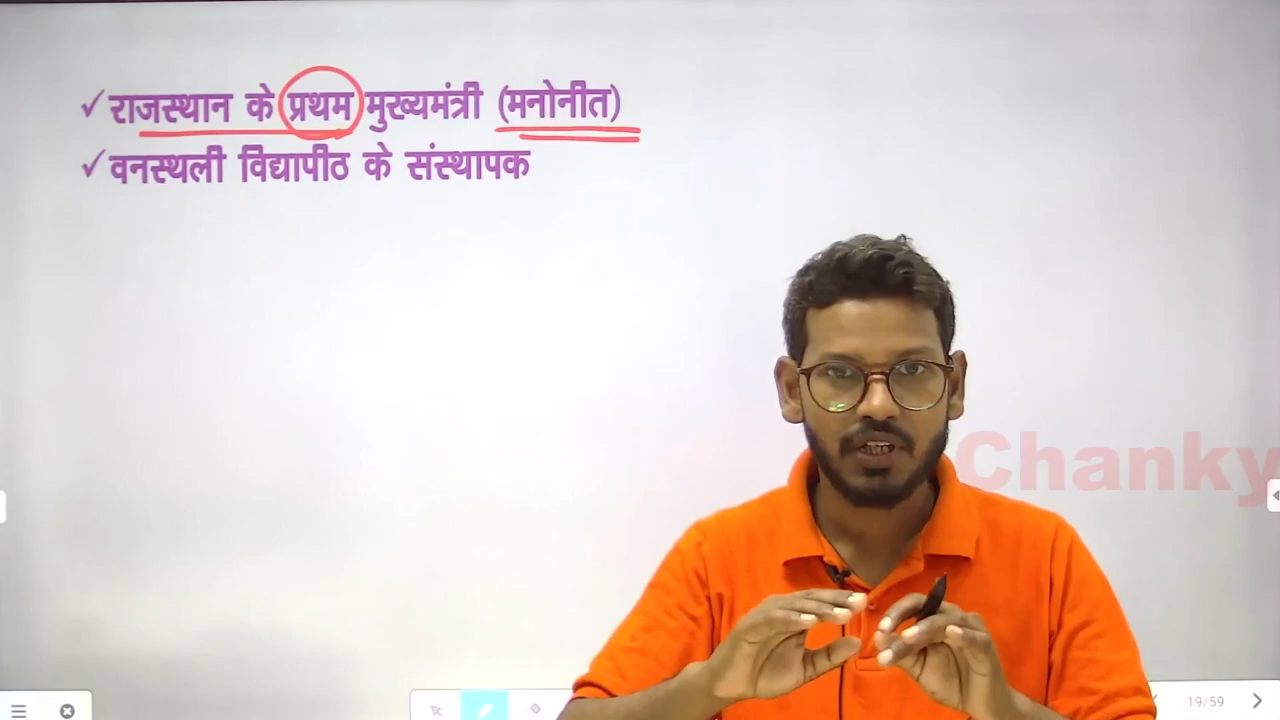 ✓ राजस्थान के प्रथम मुख्यमंत्री (मनोनीत)
✓ वनस्थली विद्यापीठ के संस्थापक
Chanky
19/59